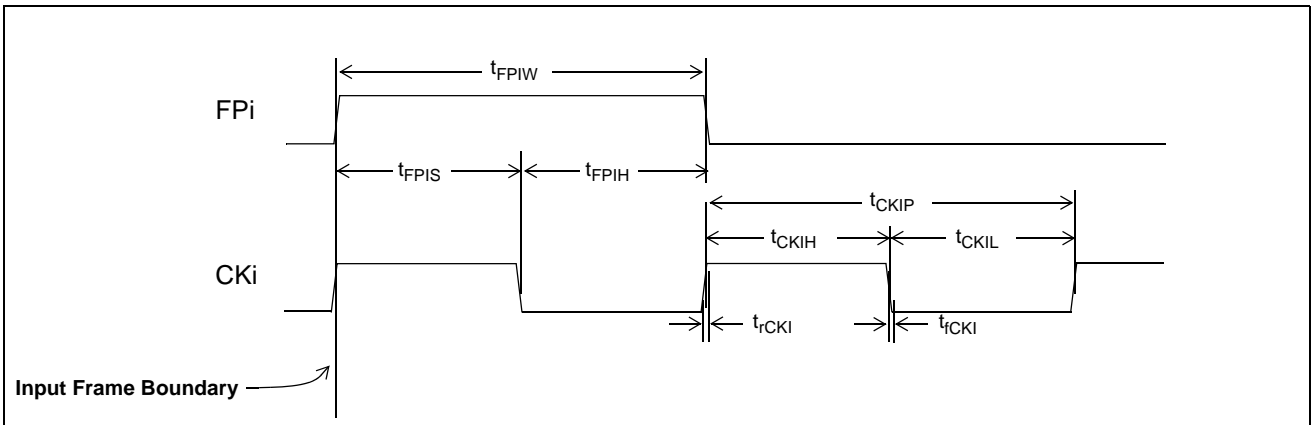 tFPIW
FPi
tFPIS
tFPIH
tCKIP
tCKIH
tCKIL
CKi
trCKI
tfCKI
Input Frame Boundary